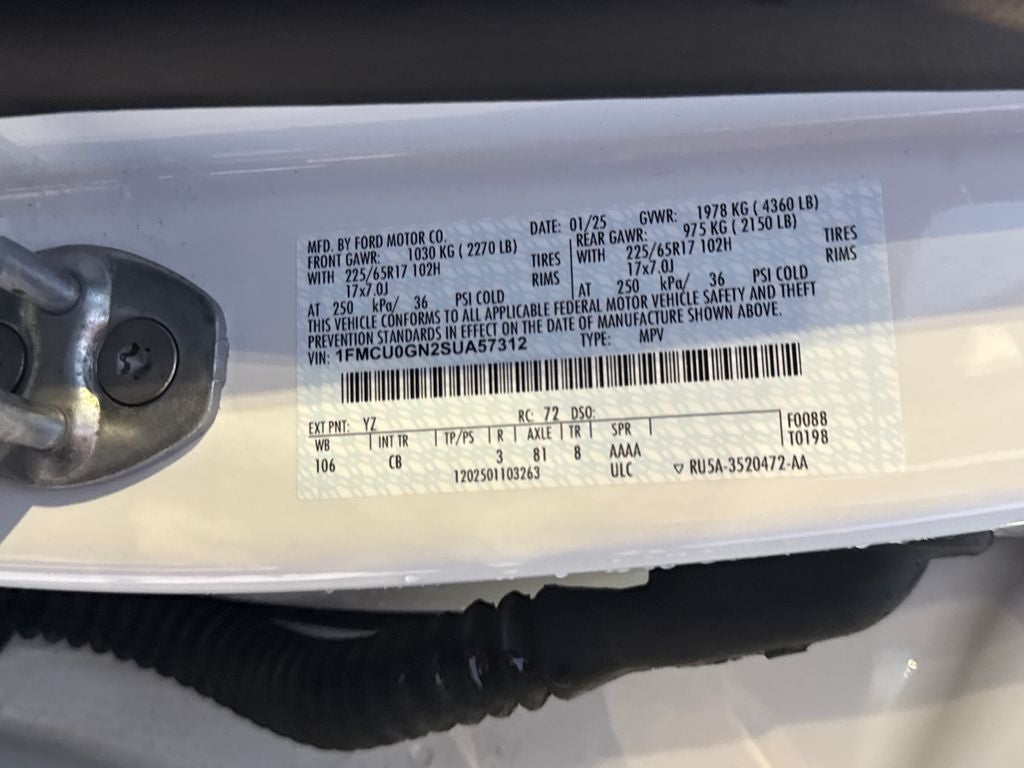 MFD. BY FORD MOTOR CO. DATE: 01/25 GVWR: 1978 KG ( 4360 LB)
FRONT GAWR: 1030 KG ( 2270 LB) REAR GAWR: 975 KG ( 2150 LB)
WITH 225/65R17 102H TIRES WITH 225/65R17 102H TIRES
17x7.0J RIMS 17x7.0J RIMS
AT 250 kPa/ 36 PSI COLD AT 250 kPa/ 36 PSI COLD
THIS VEHICLE CONFORMS TO ALL APPLICABLE FEDERAL MOTOR VEHICLE SAFETY AND THEFT
PREVENTION STANDARDS IN EFFECT ON THE DATE OF MANUFACTURE SHOWN ABOVE.
VIN: 1FMCU0GN2SUA57312 TYPE: MPV
EXT PNT: YZ RC: 72 DSO: F0088
WB INT TR TP/PS R AXLE TR SPR T0198
106 CB 3 81 8 AAAA
1202501103263 ULC ▽ RU5A-3520472-AA